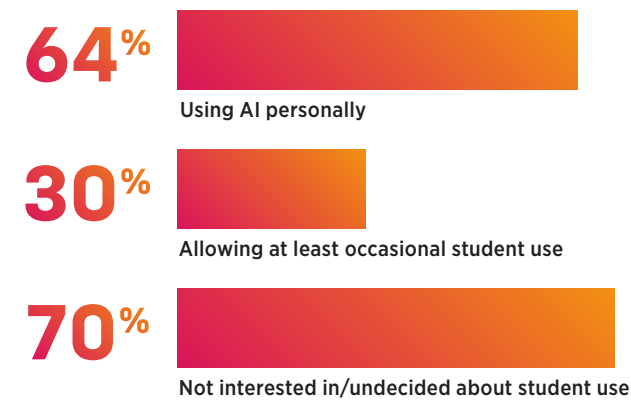 64%
Using AI personally
30%
Allowing at least occasional student use
70%
Not interested in/undecided about student use